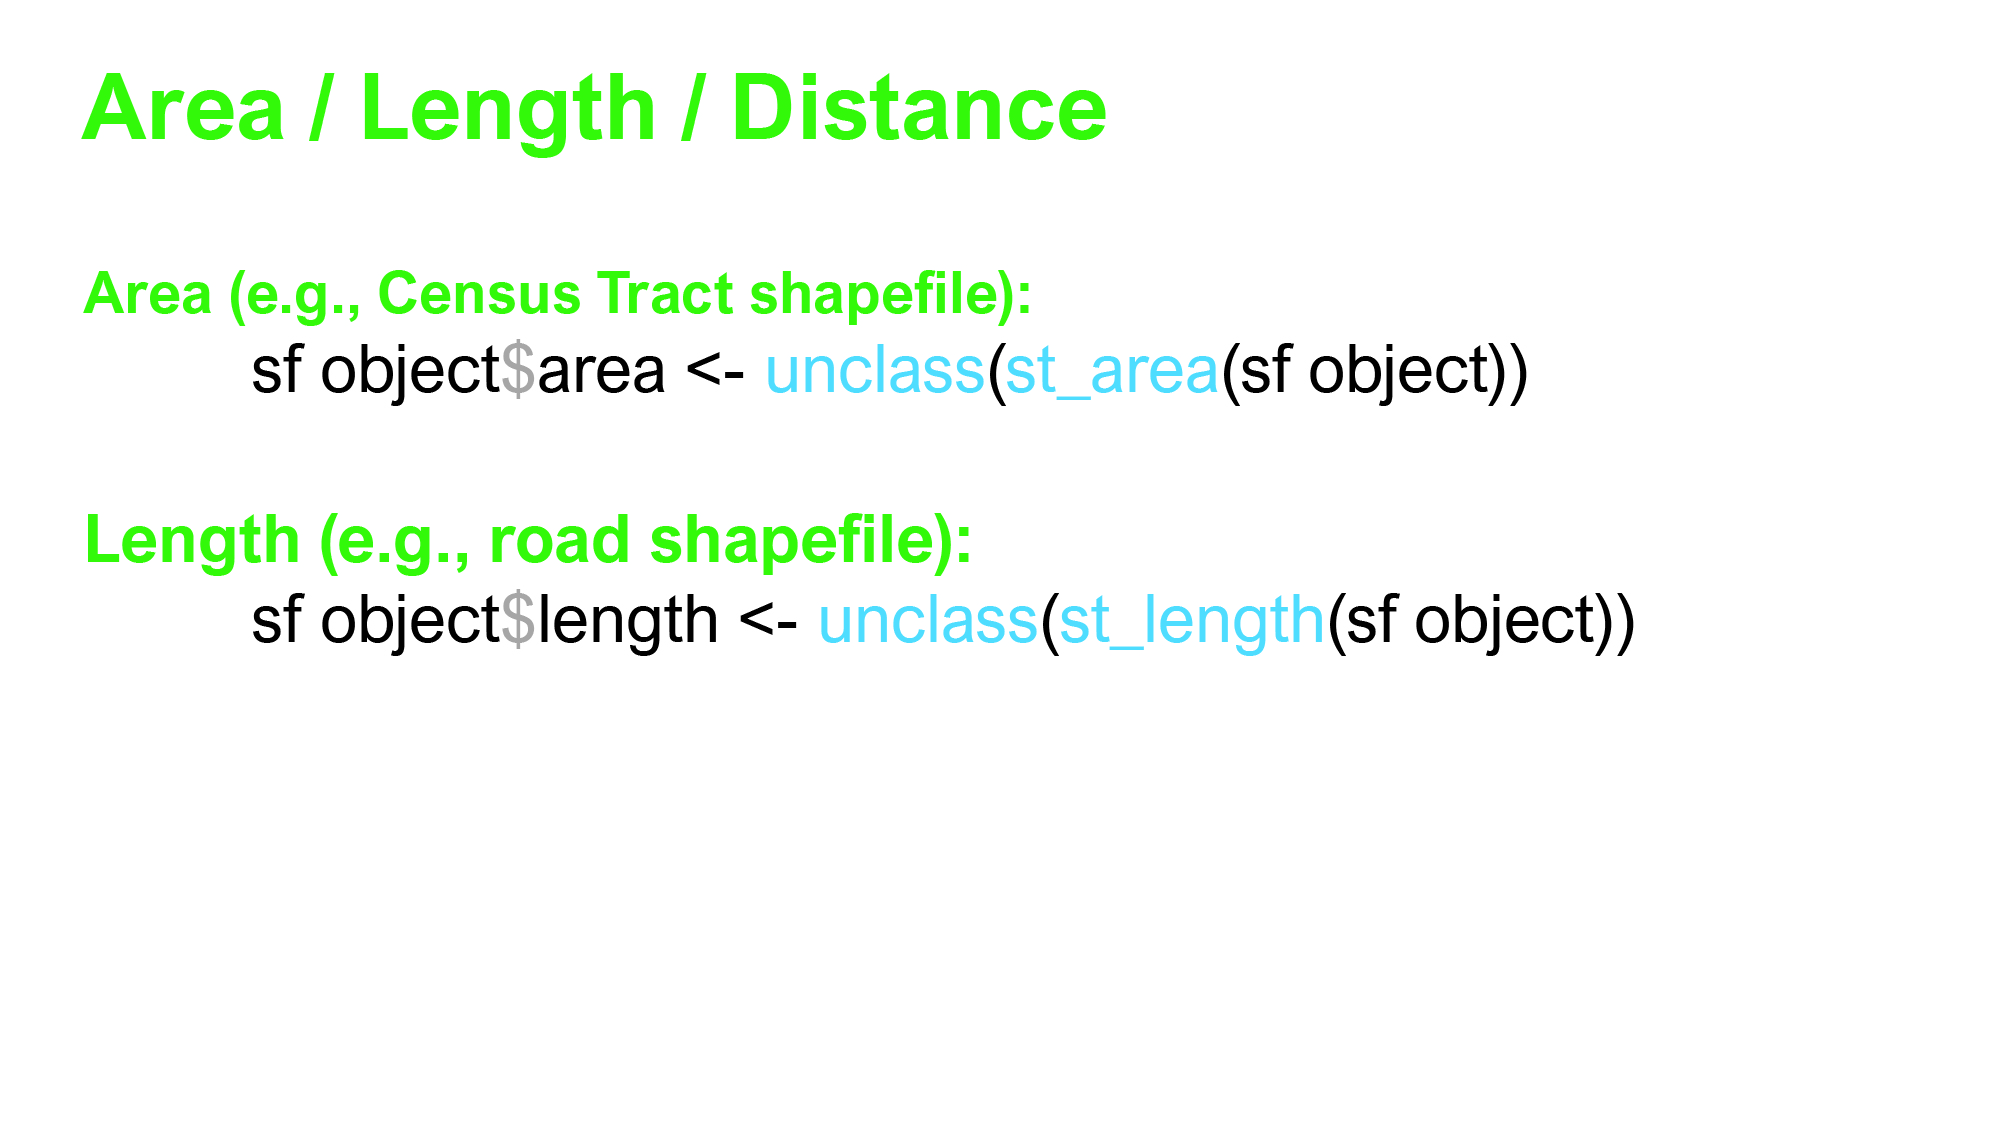 Area / Length / Distance
Area (e.g., Census Tract shapefile):
sf object$area <- unclass(st_area(sf object))
Length (e.g., road shapefile):
sf object$length <- unclass(st_length(sf object))